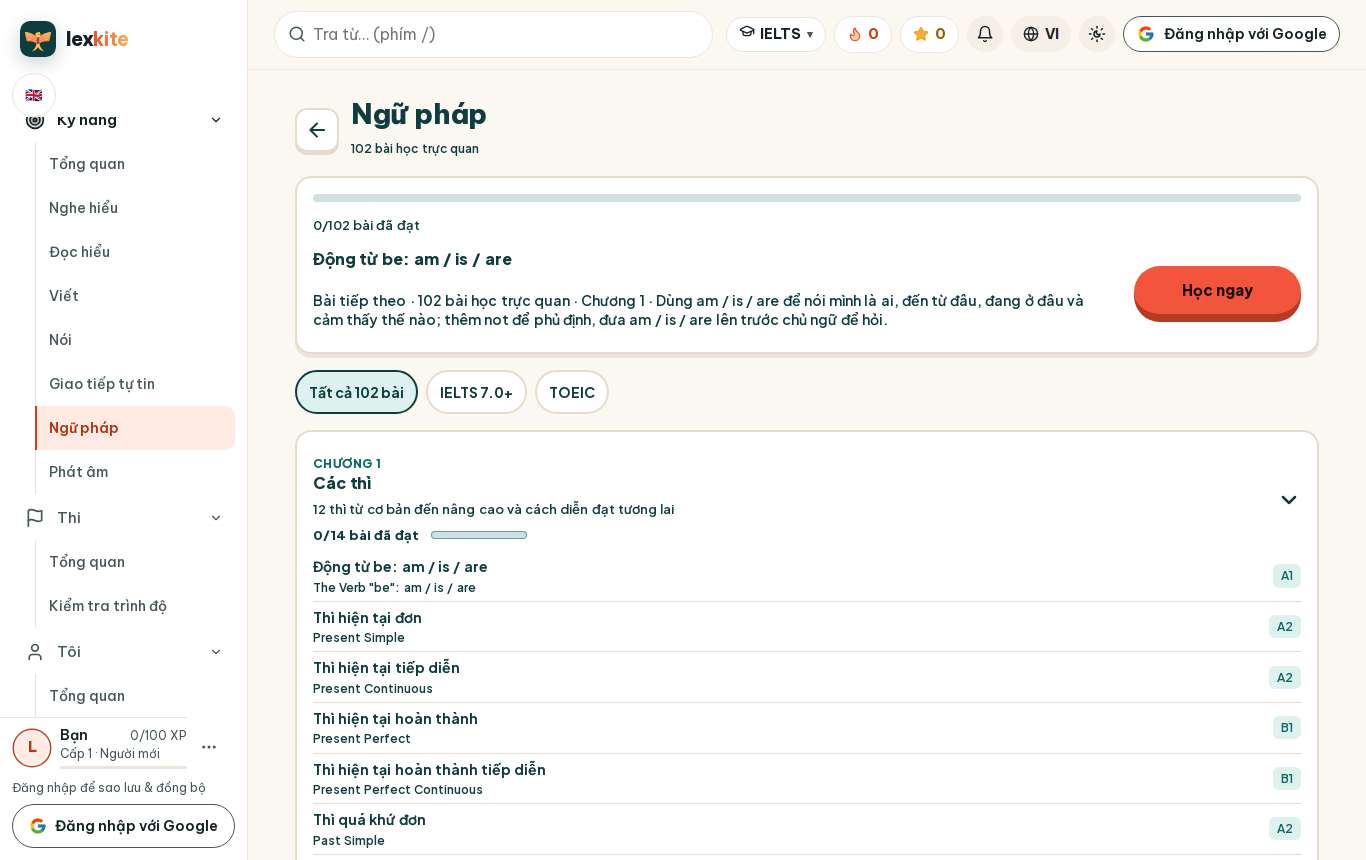 lexkite
Tra từ... (phím /)
IELTS ▾
0
0
VI
Đăng nhập với Google
Kỹ năng
Tổng quan
Nghe hiểu
Đọc hiểu
Viết
Nói
Giao tiếp tự tin
Ngữ pháp
Phát âm
Thi
Tổng quan
Kiểm tra trình độ
Tôi
Tổng quan
L
Bạn
0/100 XP
Cấp 1 · Người mới
Đăng nhập để sao lưu & đồng bộ
Đăng nhập với Google
Ngữ pháp
102 bài học trực quan
0/102 bài đã đạt
Động từ be: am / is / are
Bài tiếp theo · 102 bài học trực quan · Chương 1 · Dùng am / is / are để nói mình là ai, đến từ đâu, đang ở đâu và
cảm thấy thế nào; thêm not để phủ định, đưa am / is / are lên trước chủ ngữ để hỏi.
Học ngay
Tất cả 102 bài
IELTS 7.0+
TOEIC
CHƯƠNG 1
Các thì
12 thì từ cơ bản đến nâng cao và cách diễn đạt tương lai
0/14 bài đã đạt
Động từ be: am / is / are
The Verb "be": am / is / are
A1
Thì hiện tại đơn
Present Simple
A2
Thì hiện tại tiếp diễn
Present Continuous
A2
Thì hiện tại hoàn thành
Present Perfect
B1
Thì hiện tại hoàn thành tiếp diễn
Present Perfect Continuous
B1
Thì quá khứ đơn
Past Simple
A2